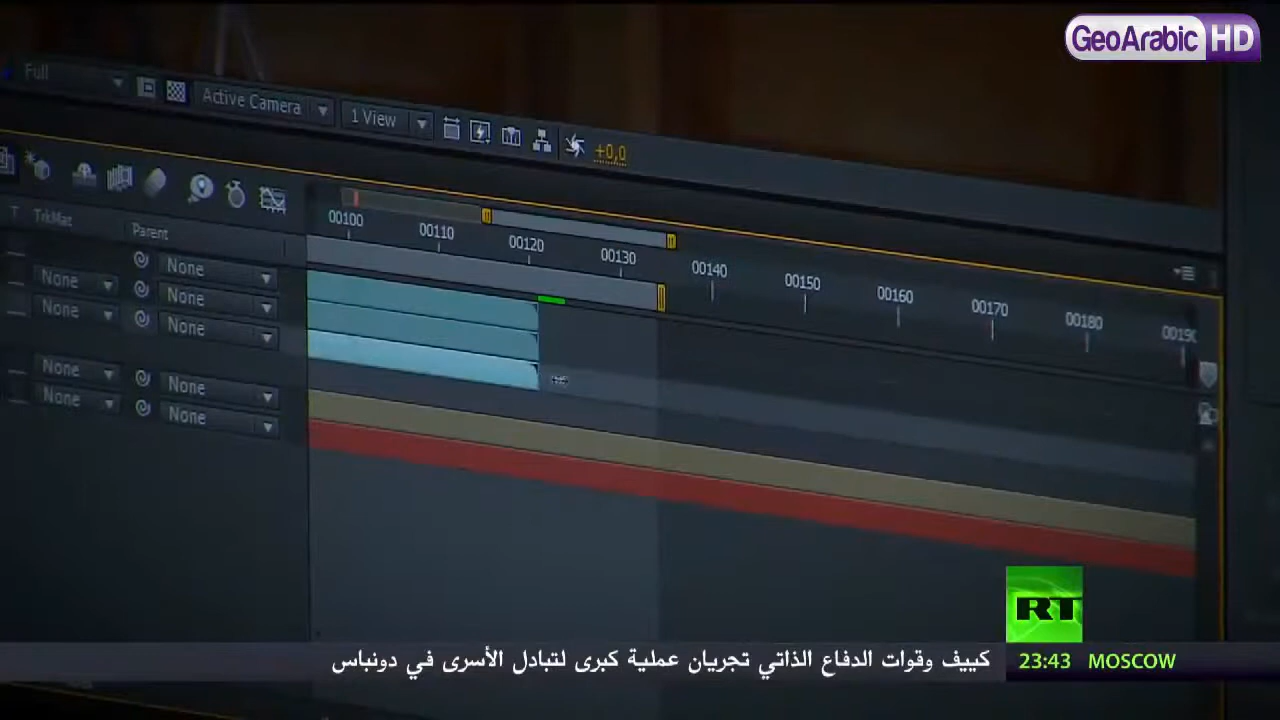 GeoArabic HD
Full
Active Camera
1 View
+0,0
00100 00110 00120 00130 00140 00150 00160 00170 00180 00190
T TrkMat Parent
None
None None
None None
None None
None None
RT
كييف وقوات الدفاع الذاتي تجريان عملية كبرى لتبادل الأسرى في دونباس
23:43 MOSCOW